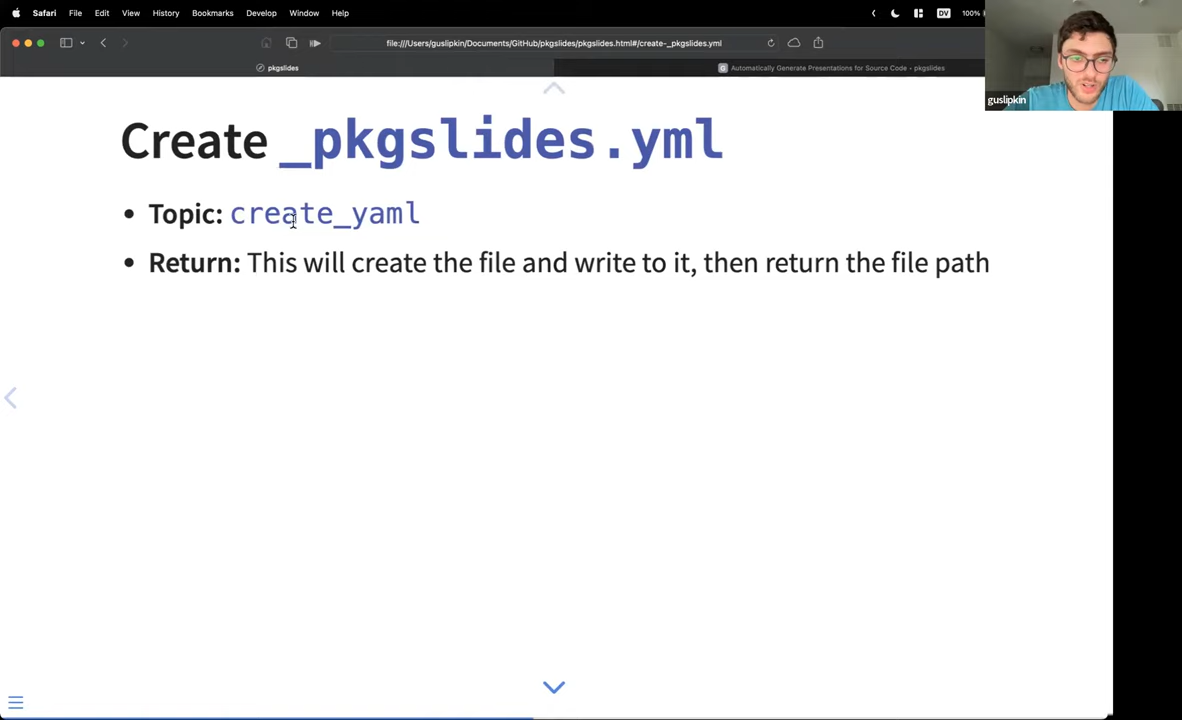 Safari File Edit View History Bookmarks Develop Window Help DV 100%
file:///Users/guslipkin/Documents/GitHub/pkgslides/pkgslides.html#/create-_pkgslides.yml
pkgslides G Automatically Generate Presentations for Source Code • pkgslides
guslipkin
Create _pkgslides.yml
• Topic: create_yaml
• Return: This will create the file and write to it, then return the file path